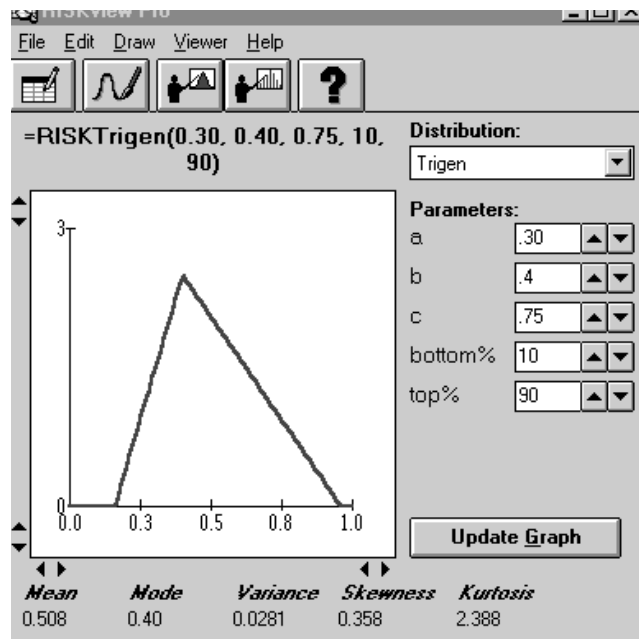 RISKview Pro
File Edit Draw Viewer Help
=RISKTrigen(0.30, 0.40, 0.75, 10,
90)
Distribution:
Trigen
Parameters:
a .30
b .4
c .75
bottom% 10
top% 90
3
0
0.0 0.3 0.5 0.8 1.0
Update Graph
Mean Mode Variance Skewness Kurtosis
0.508 0.40 0.0281 0.358 2.388